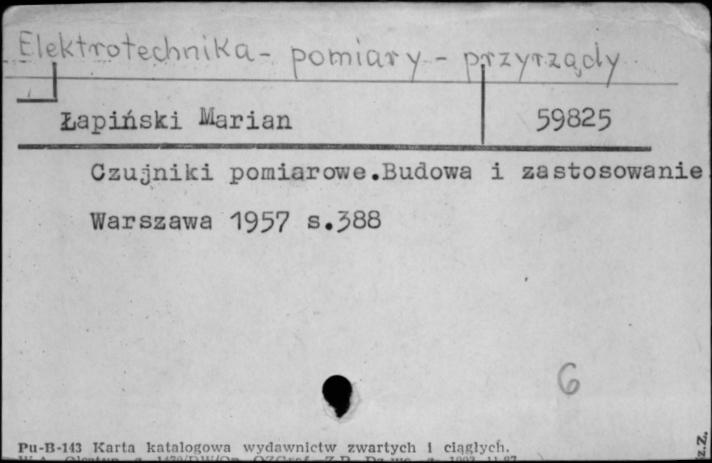 Elektrotechnika - pomiary - przyrządy
Łapiński Marian 59825
Czujniki pomiarowe.Budowa i zastosowanie
Warszawa 1957 s.388
6
Pu-B-143 Karta katalogowa wydawnictw zwartych i ciągłych.
z.Z.